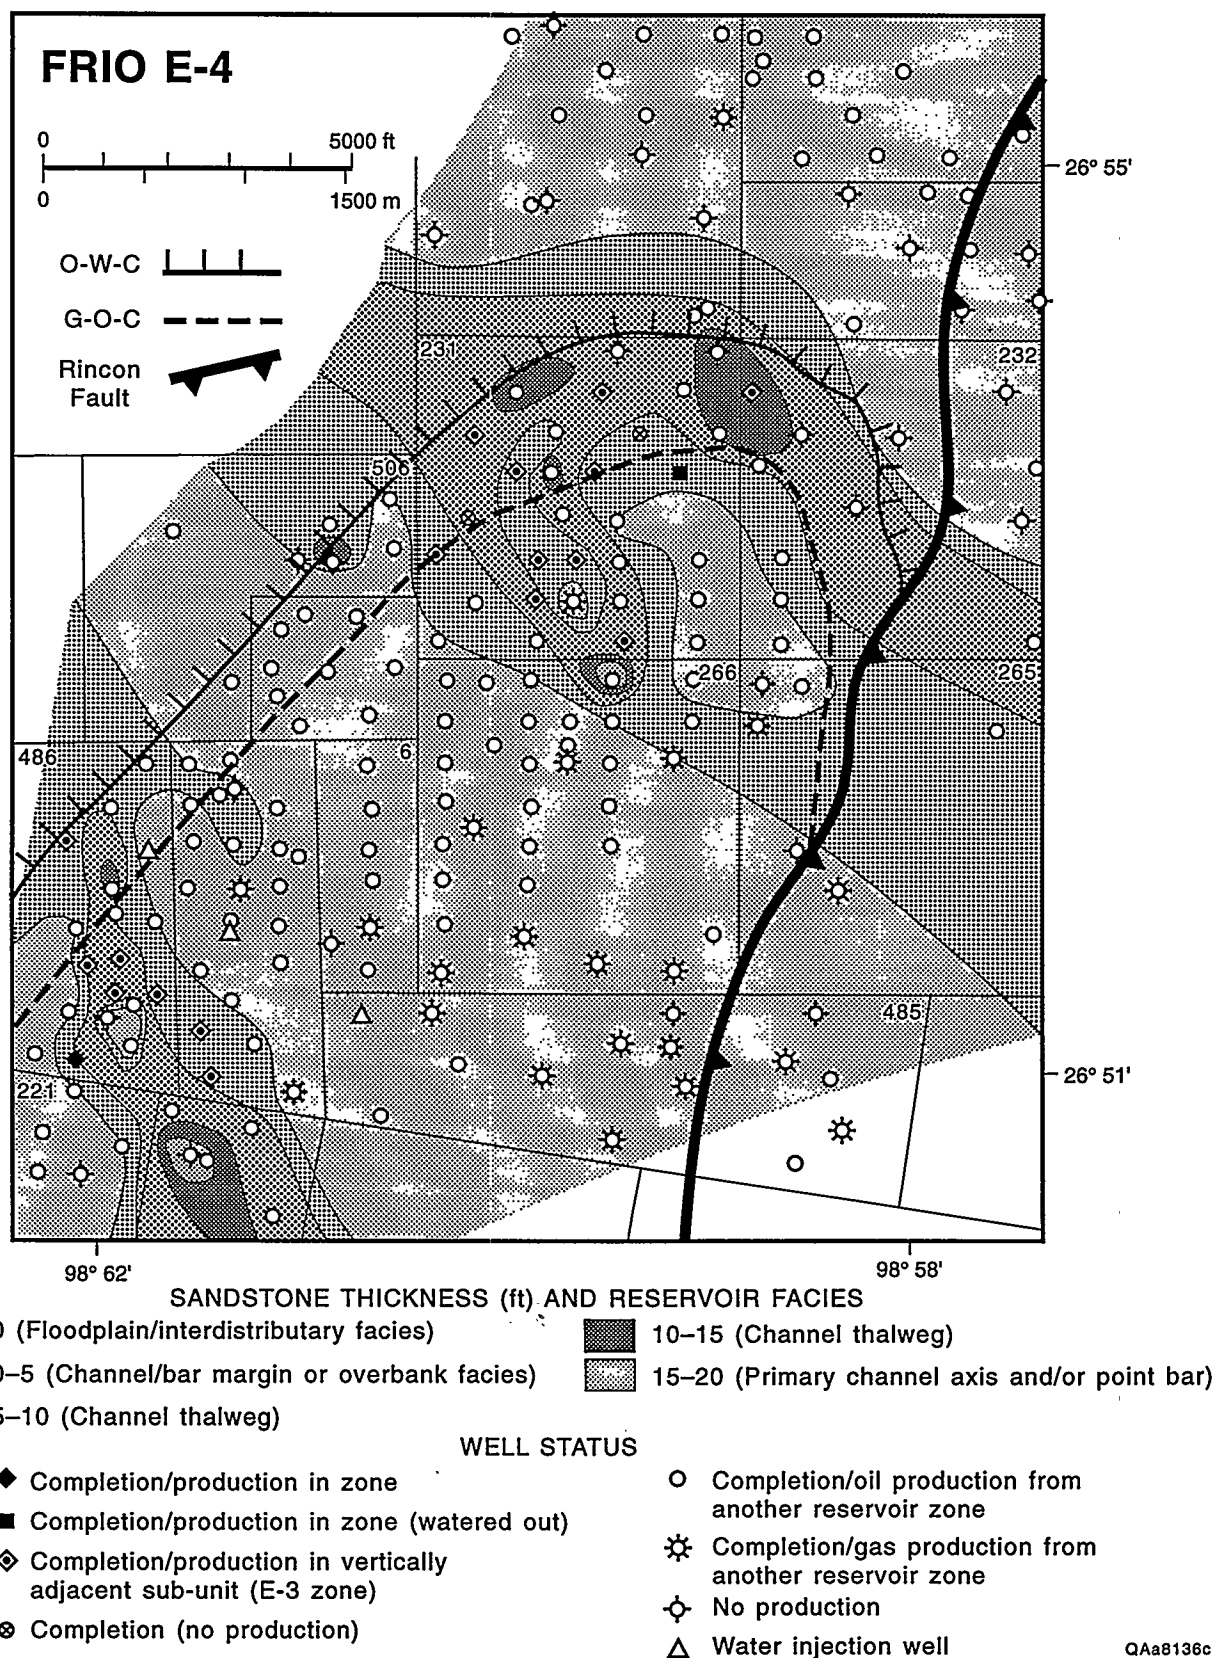 FRIO E-4
0 5000 ft
0 1500 m
O-W-C
G-O-C
Rincon
Fault
26° 55'
231
232
506
266
265
486
6
485
26° 51'
221
98° 62'
98° 58'
SANDSTONE THICKNESS (ft) AND RESERVOIR FACIES
0 (Floodplain/interdistributary facies)
0–5 (Channel/bar margin or overbank facies)
5–10 (Channel thalweg)
10–15 (Channel thalweg)
15–20 (Primary channel axis and/or point bar)
WELL STATUS
Completion/production in zone
Completion/production in zone (watered out)
Completion/production in vertically
adjacent sub-unit (E-3 zone)
Completion (no production)
Completion/oil production from
another reservoir zone
Completion/gas production from
another reservoir zone
No production
Water injection well
QAa8136c